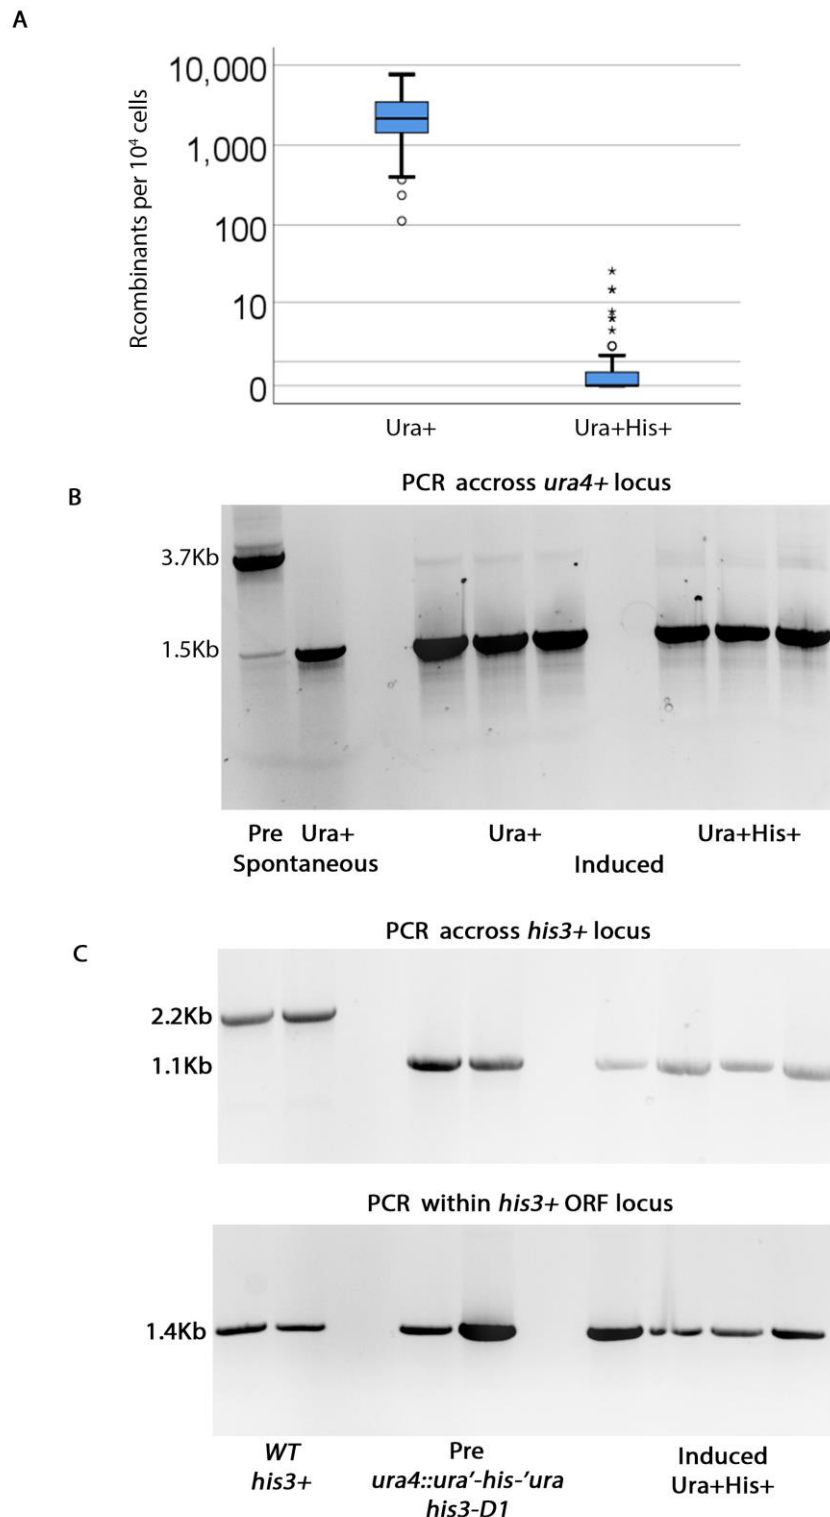 A
Rcombinants per 10⁴ cells
10,000
1,000
100
10
0
Ura+ Ura+His+
B
PCR accross ura4+ locus
3.7Kb
1.5Kb
Pre Ura+ Ura+ Ura+His+
Spontaneous Induced
C
PCR accross his3+ locus
2.2Kb
1.1Kb
PCR within his3+ ORF locus
1.4Kb
WT Pre Induced
his3+ ura4::ura'-his-'ura Ura+His+
his3-D1